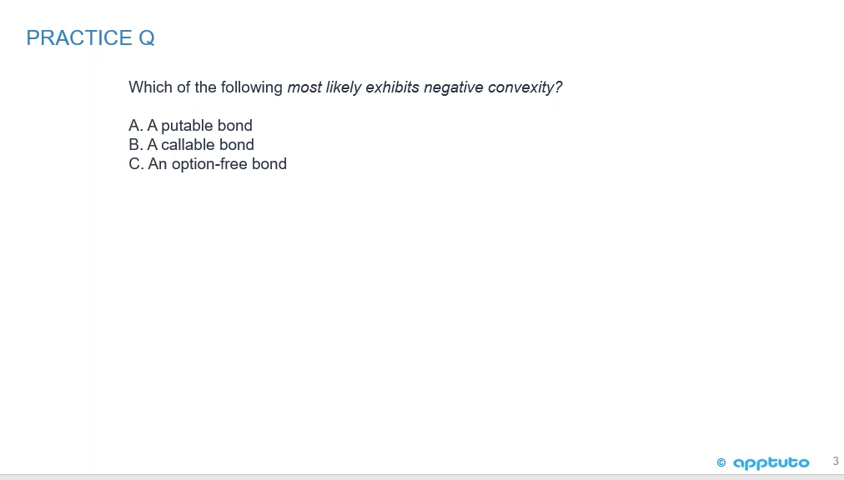 PRACTICE Q
Which of the following most likely exhibits negative convexity?
A. A putable bond
B. A callable bond
C. An option-free bond
© apptuto
3